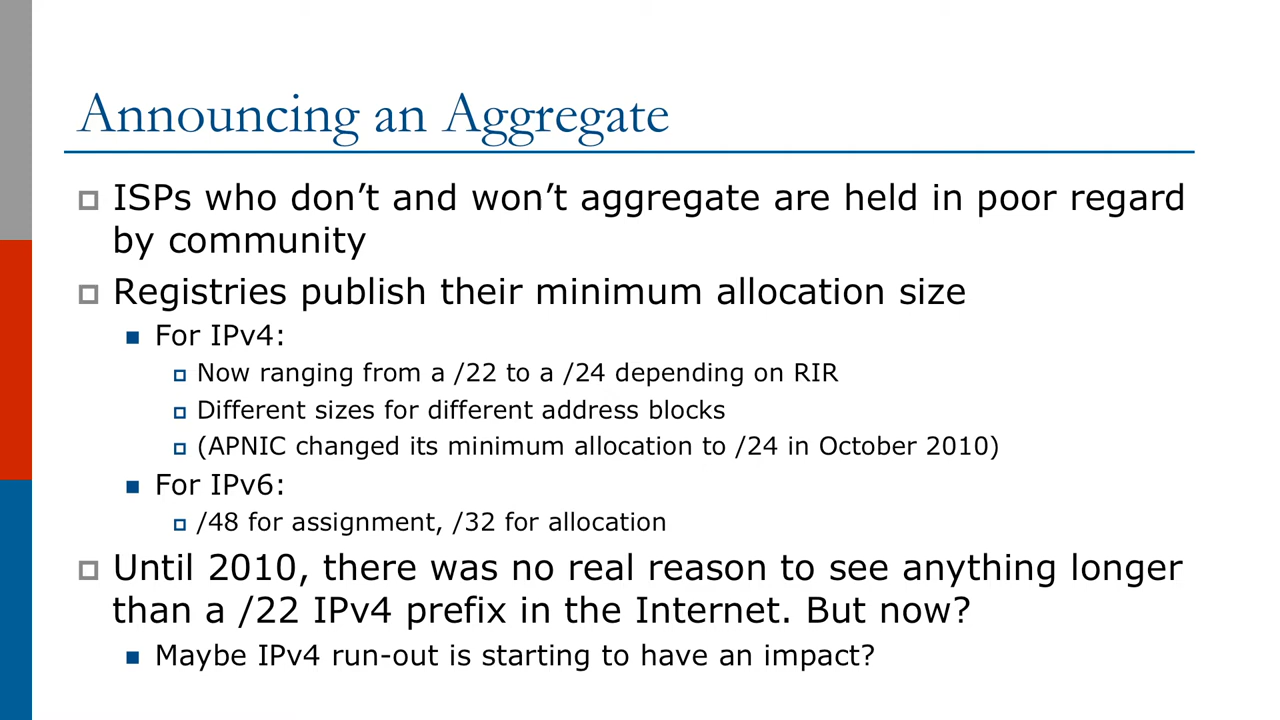 Announcing an Aggregate
ISPs who don’t and won’t aggregate are held in poor regard
by community
Registries publish their minimum allocation size
For IPv4:
Now ranging from a /22 to a /24 depending on RIR
Different sizes for different address blocks
(APNIC changed its minimum allocation to /24 in October 2010)
For IPv6:
/48 for assignment, /32 for allocation
Until 2010, there was no real reason to see anything longer
than a /22 IPv4 prefix in the Internet. But now?
Maybe IPv4 run-out is starting to have an impact?